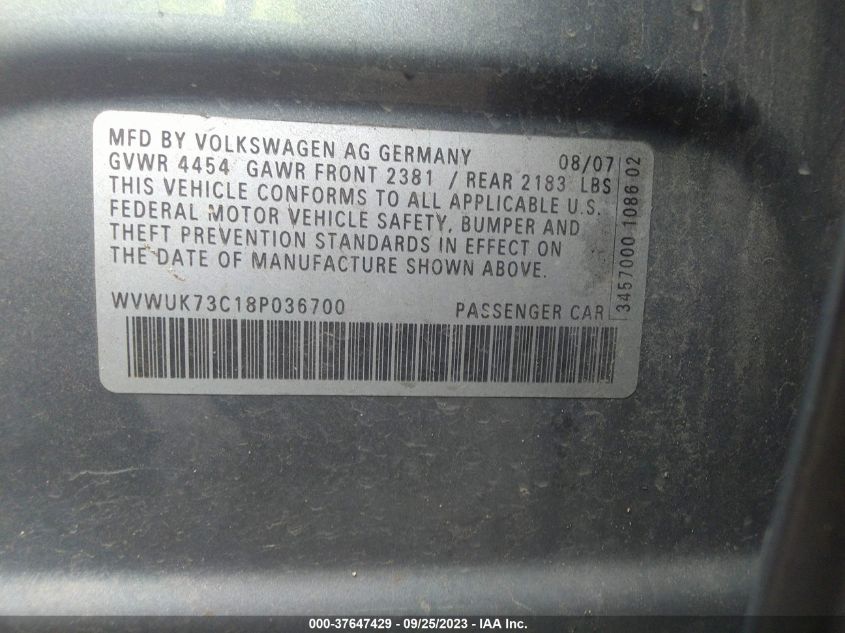 MFD BY VOLKSWAGEN AG GERMANY 08/07
GVWR 4454 GAWR FRONT 2381 / REAR 2183 LBS
THIS VEHICLE CONFORMS TO ALL APPLICABLE U.S.
FEDERAL MOTOR VEHICLE SAFETY, BUMPER AND
THEFT PREVENTION STANDARDS IN EFFECT ON
THE DATE OF MANUFACTURE SHOWN ABOVE.
WVWUK73C18P036700 PASSENGER CAR
3457000 1086 02
000-37647429 - 09/25/2023 - IAA Inc.